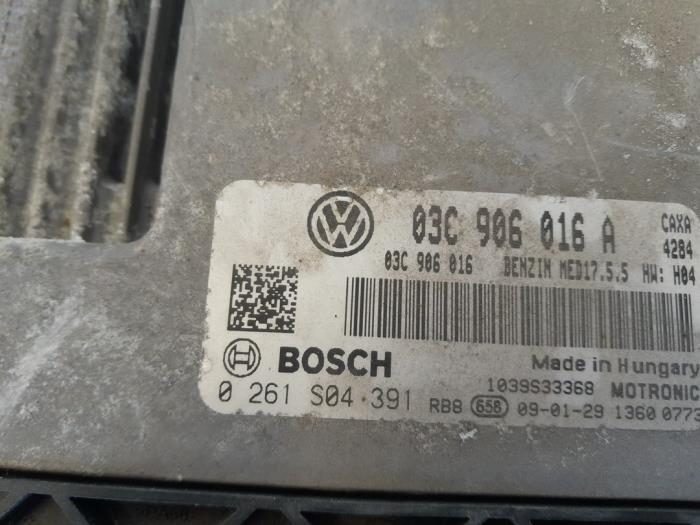 03C 906 016 A CAXA
4284
03C 906 016 BENZIN MED17.5.5 HW: H04
BOSCH Made in Hungary
1039S33368 MOTRONIC
0 261 S04 391 RB8 658 09-01-29 1360 0773